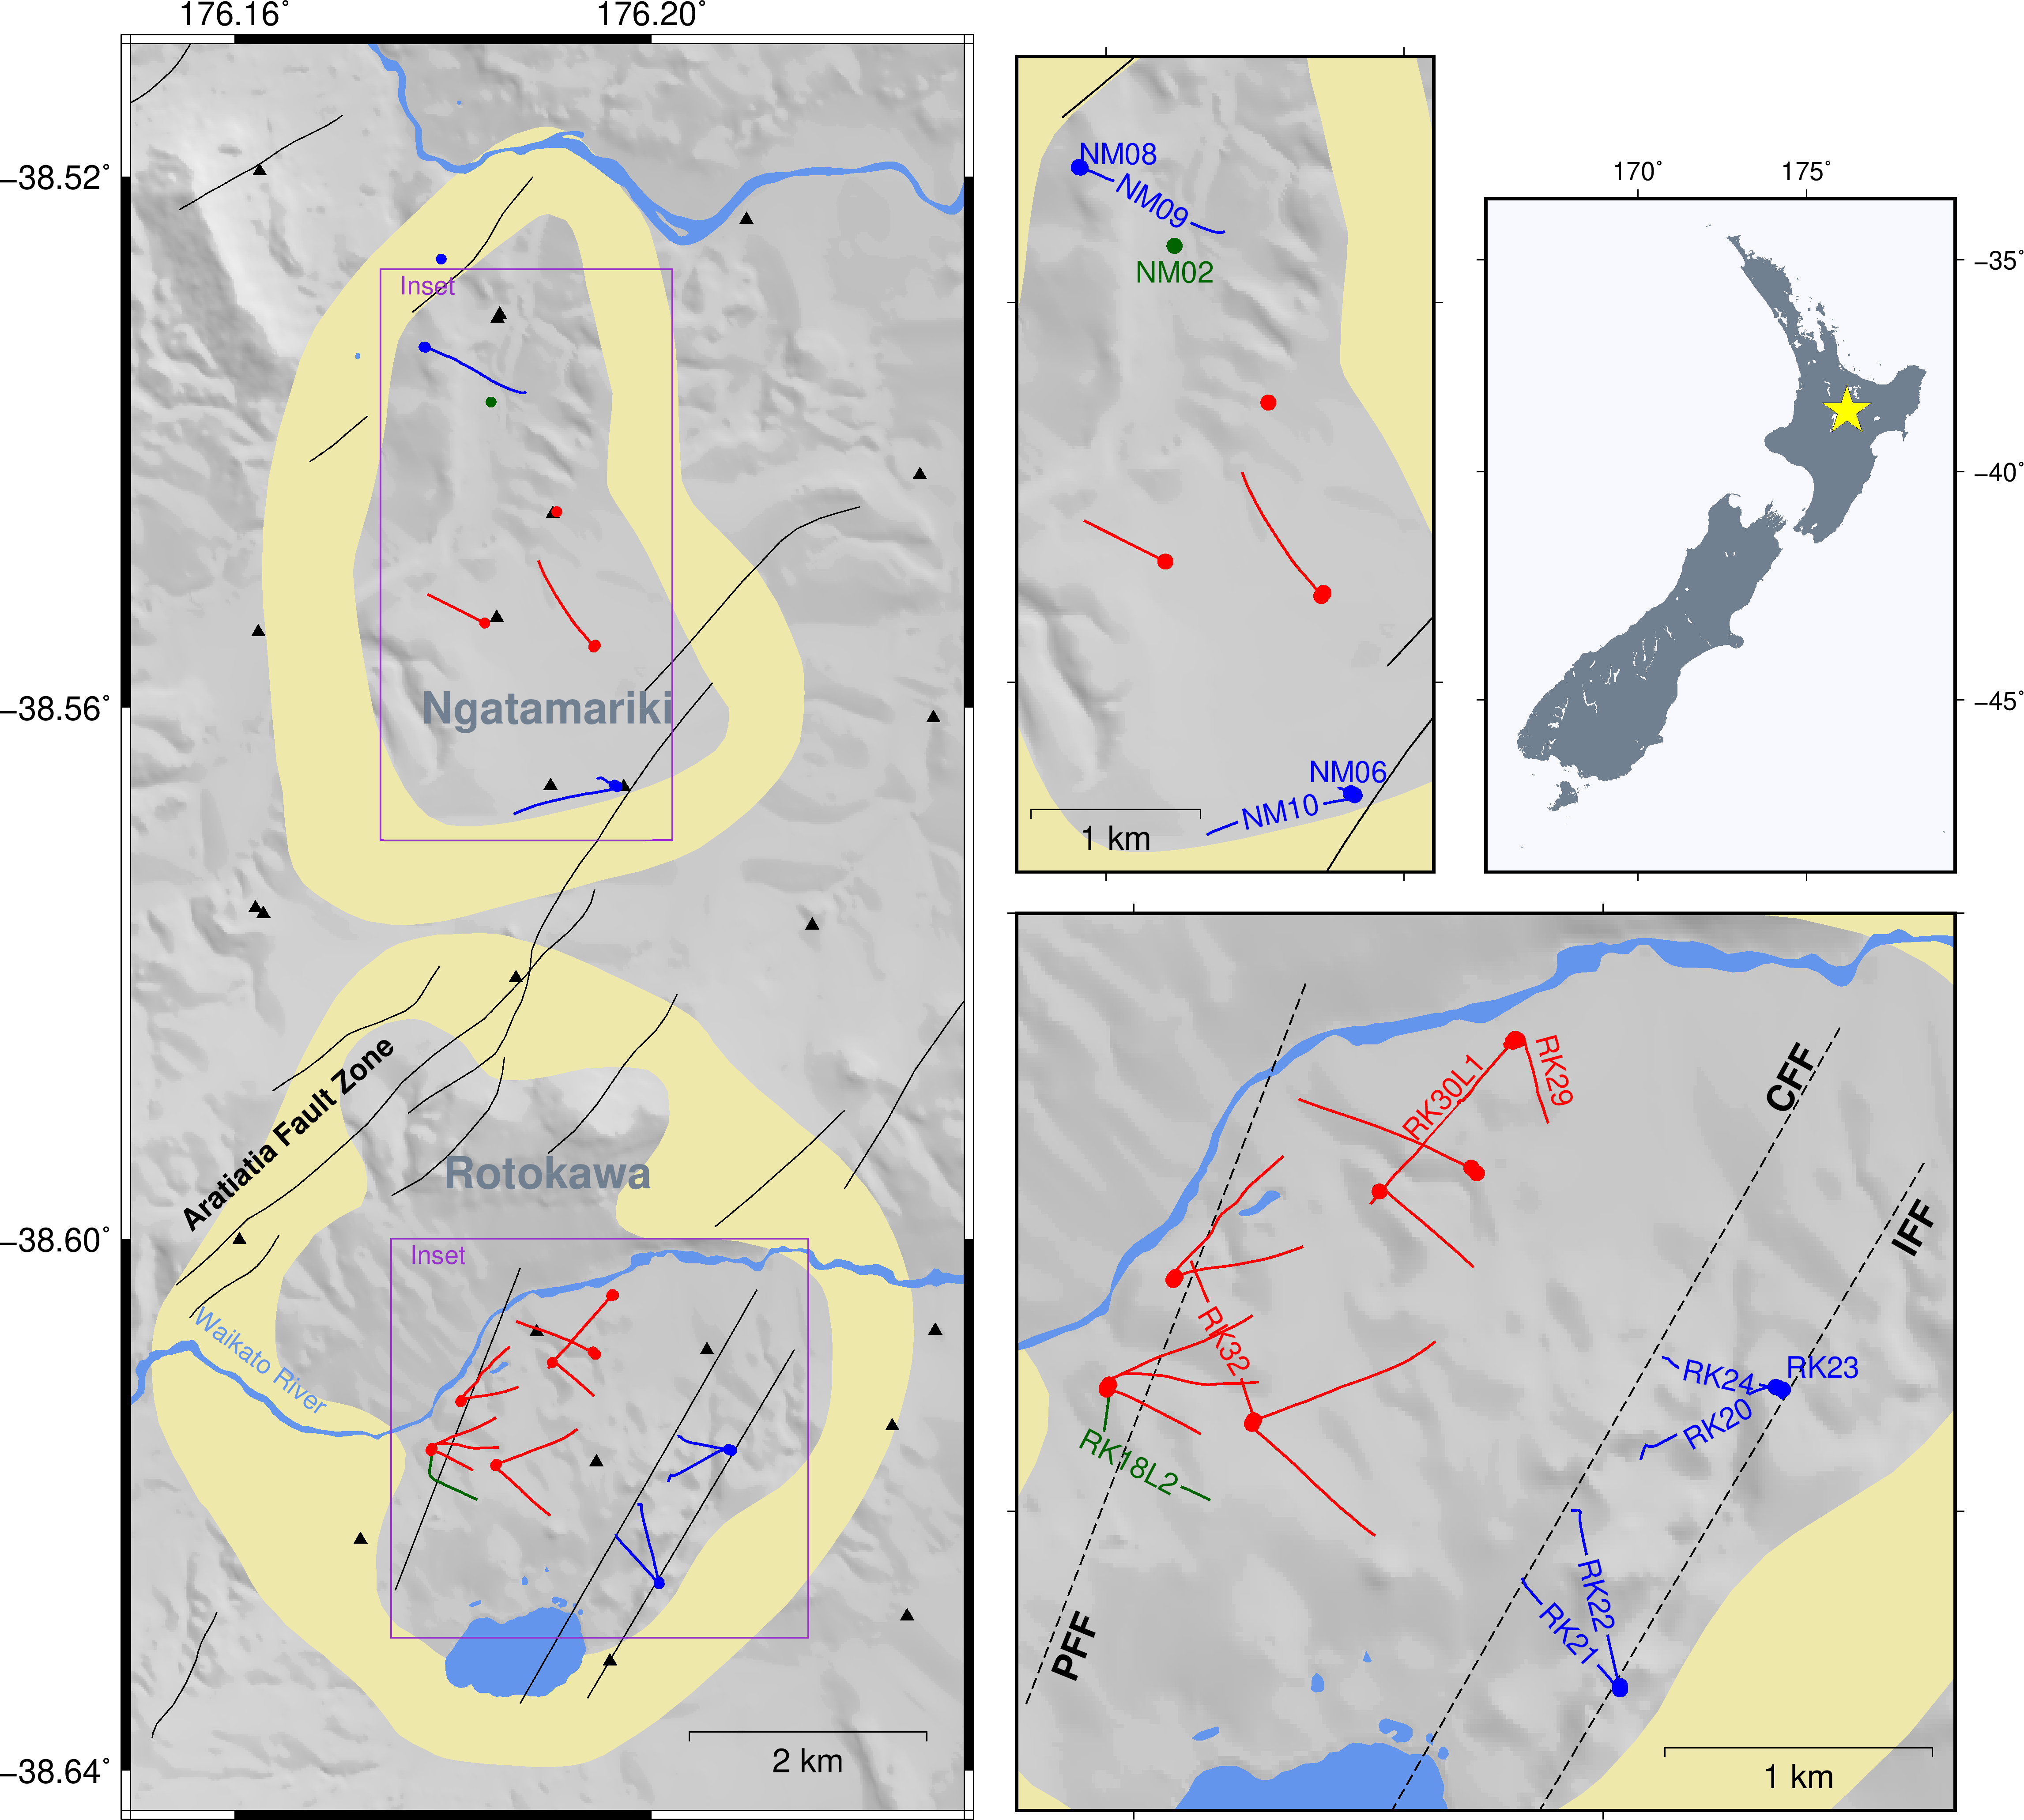 176.16°
176.20°
−38.52°
−38.56°
−38.60°
−38.64°
Inset
Ngatamariki
Aratiatia Fault Zone
Rotokawa
Inset
Waikato River
2 km
NM08
NM09
NM02
NM06
NM10
1 km
170°
175°
−35°
−40°
−45°
RK30L1
RK29
CFF
IFF
RK32
RK24
RK23
RK20
RK18L2
RK22
RK21
PFF
1 km